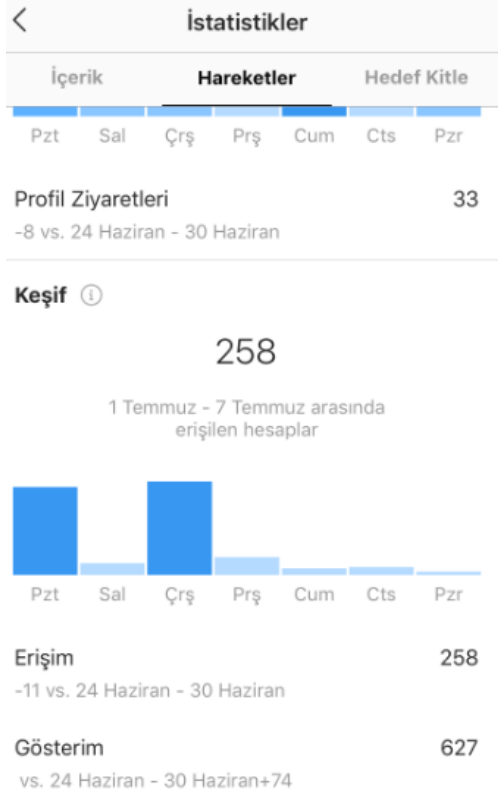 İstatistikler
İçerik Hareketler Hedef Kitle
Pzt Sal Çrş Prş Cum Cts Pzr
Profil Ziyaretleri 33
-8 vs. 24 Haziran - 30 Haziran
Keşif
258
1 Temmuz - 7 Temmuz arasında
erişilen hesaplar
Pzt Sal Çrş Prş Cum Cts Pzr
Erişim 258
-11 vs. 24 Haziran - 30 Haziran
Gösterim 627
vs. 24 Haziran - 30 Haziran+74